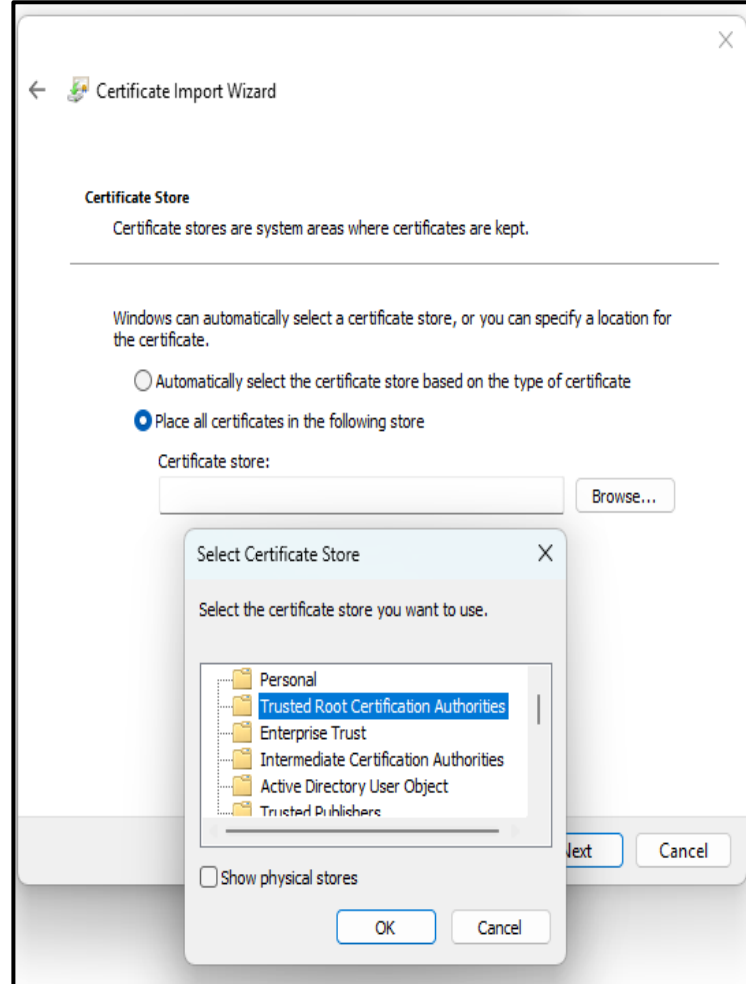 Certificate Import Wizard
Certificate Store
Certificate stores are system areas where certificates are kept.
Windows can automatically select a certificate store, or you can specify a location for
the certificate.
Automatically select the certificate store based on the type of certificate
Place all certificates in the following store
Certificate store:
Browse...
Select Certificate Store
Select the certificate store you want to use.
Personal
Trusted Root Certification Authorities
Enterprise Trust
Intermediate Certification Authorities
Active Directory User Object
Trusted Publishers
Next
Cancel
Show physical stores
OK
Cancel